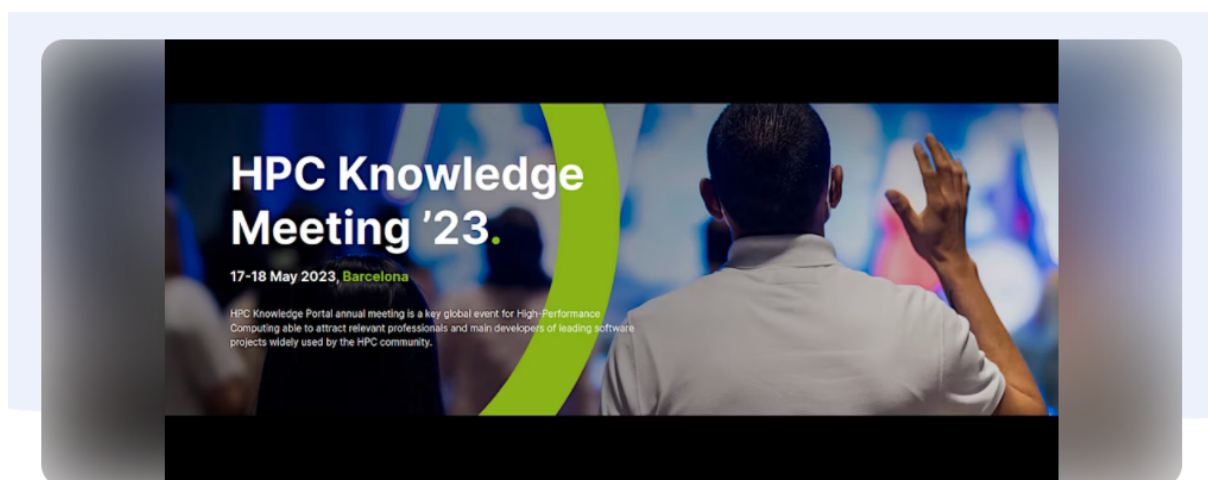 HPC Knowledge
Meeting ’23.
17-18 May 2023, Barcelona
HPC Knowledge Portal annual meeting is a key global event for High-Performance
Computing able to attract relevant professionals and main developers of leading software
projects widely used by the HPC community.